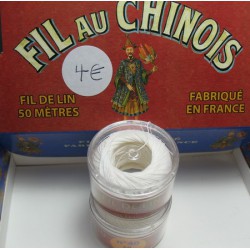 FIL AU CHINOIS
4€
FIL DE LIN
50 MÈTRES
FABRIQUÉ
EN FRANCE